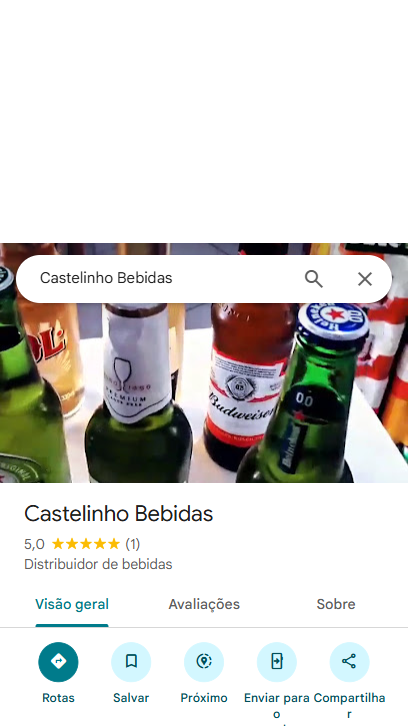 Castelinho Bebidas
OL
PREMIUM
Budweiser
00
Heineken
Castelinho Bebidas
5,0 (1)
Distribuidor de bebidas
Visão geral Avaliações Sobre
Rotas Salvar Próximo Enviar para Compartilha
o r